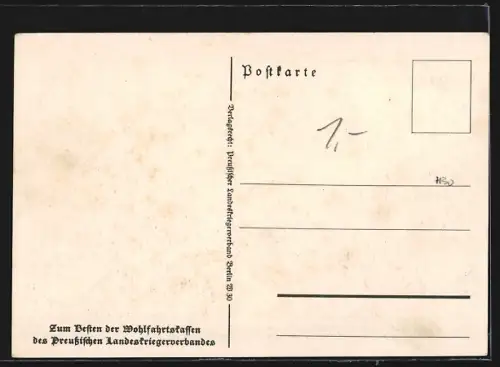 Postkarte
1,-
Verlagsrecht: Preußischer Landeskriegerverband Berlin W 30
Zum Besten der Wohlfahrtskassen
des Preußischen Landeskriegerverbandes